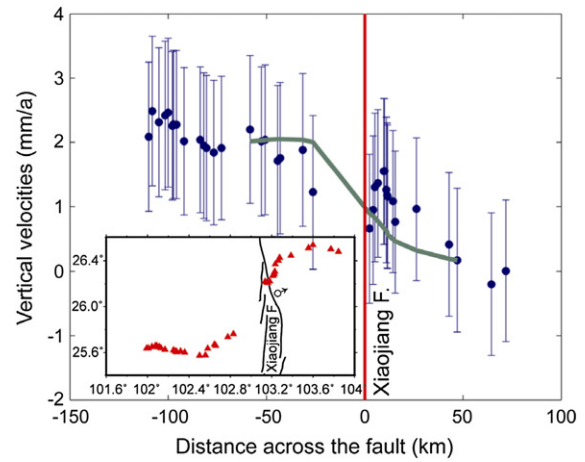 4
3
2
1
0
-1
-2
Vertical velocities (mm/a)
Xiaojiang F.
26.4°
26.0°
25.6°
Xiaojiang F.
101.6° 102° 102.4° 102.8° 103.2° 103.6° 104
-150 -100 -50 0 50 100
Distance across the fault (km)